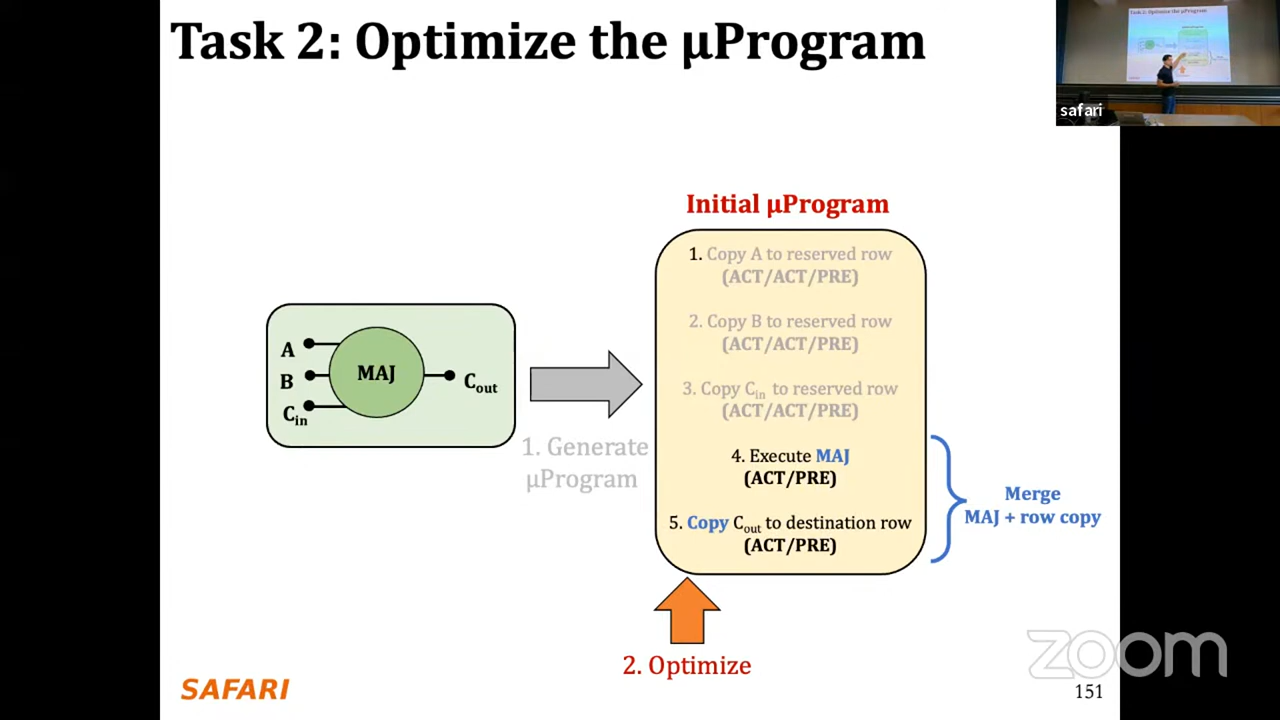 Task 2: Optimize the µProgram
safari
Initial µProgram
1. Copy A to reserved row
(ACT/ACT/PRE)
2. Copy B to reserved row
(ACT/ACT/PRE)
3. Copy Cin to reserved row
(ACT/ACT/PRE)
4. Execute MAJ
(ACT/PRE)
5. Copy Cout to destination row
(ACT/PRE)
A
B
Cin
MAJ
Cout
1. Generate
µProgram
Merge
MAJ + row copy
2. Optimize
SAFARI
zoom
151